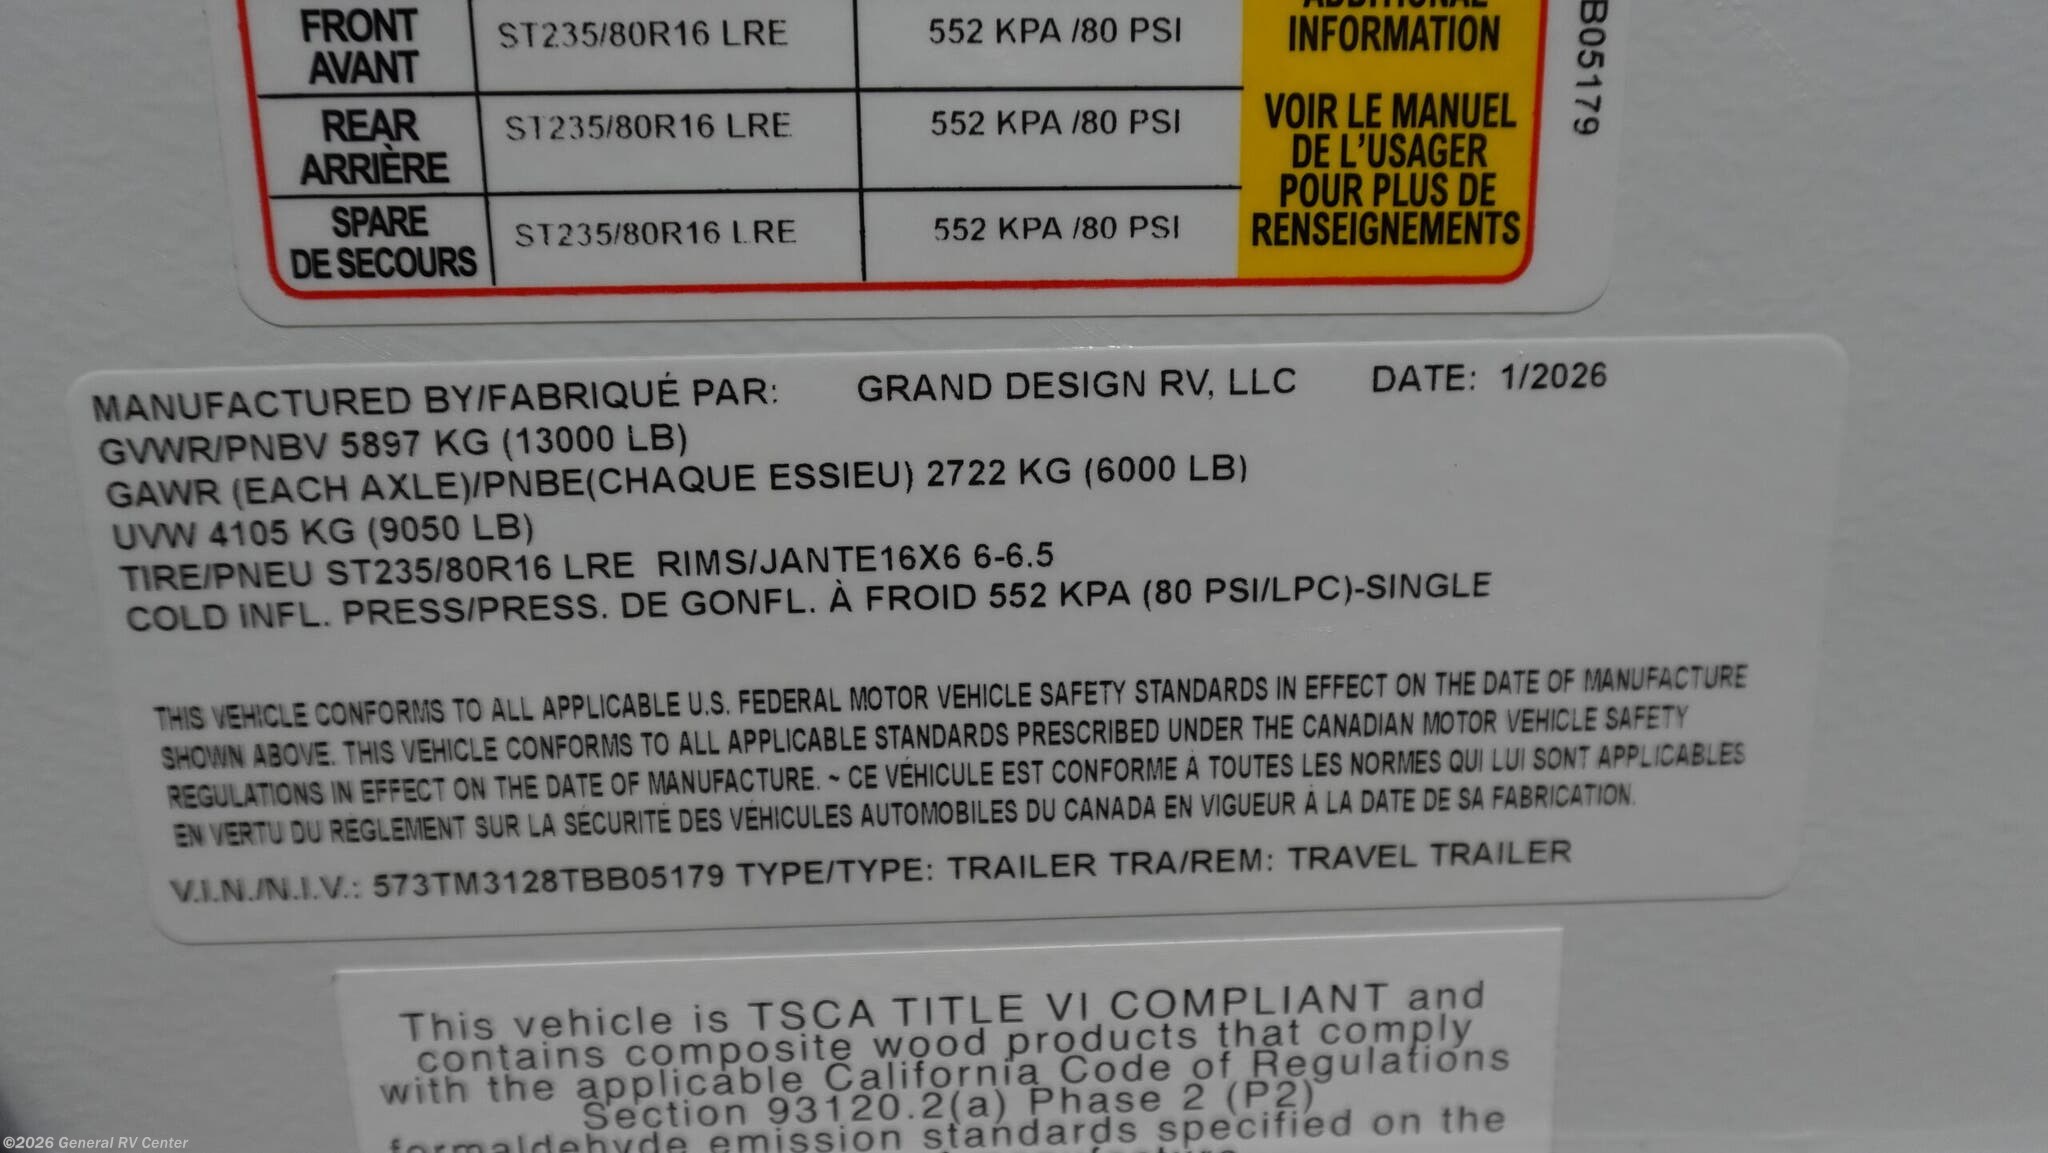 FRONT
AVANT
ST235/80R16 LRE
552 KPA /80 PSI
ADDITIONAL
INFORMATION
REAR
ARRIÈRE
ST235/80R16 LRE
552 KPA /80 PSI
VOIR LE MANUEL
DE L'USAGER
POUR PLUS DE
RENSEIGNEMENTS
SPARE
DE SECOURS
ST235/80R16 LRE
552 KPA /80 PSI
B05179
MANUFACTURED BY/FABRIQUÉ PAR: GRAND DESIGN RV, LLC DATE: 1/2026
GVWR/PNBV 5897 KG (13000 LB)
GAWR (EACH AXLE)/PNBE(CHAQUE ESSIEU) 2722 KG (6000 LB)
UVW 4105 KG (9050 LB)
TIRE/PNEU ST235/80R16 LRE RIMS/JANTE16X6 6-6.5
COLD INFL. PRESS/PRESS. DE GONFL. À FROID 552 KPA (80 PSI/LPC)-SINGLE
THIS VEHICLE CONFORMS TO ALL APPLICABLE U.S. FEDERAL MOTOR VEHICLE SAFETY STANDARDS IN EFFECT ON THE DATE OF MANUFACTURE
SHOWN ABOVE. THIS VEHICLE CONFORMS TO ALL APPLICABLE STANDARDS PRESCRIBED UNDER THE CANADIAN MOTOR VEHICLE SAFETY
REGULATIONS IN EFFECT ON THE DATE OF MANUFACTURE. ~ CE VÉHICULE EST CONFORME À TOUTES LES NORMES QUI LUI SONT APPLICABLES
EN VERTU DU RÈGLEMENT SUR LA SÉCURITÉ DES VÉHICULES AUTOMOBILES DU CANADA EN VIGUEUR À LA DATE DE SA FABRICATION.
V.I.N./N.I.V.: 573TM3128TBB05179 TYPE/TYPE: TRAILER TRA/REM: TRAVEL TRAILER
This vehicle is TSCA TITLE VI COMPLIANT and
contains composite wood products that comply
with the applicable California Code of Regulations
Section 93120.2(a) Phase 2 (P2)
formaldehyde emission standards specified on the
©2026 General RV Center